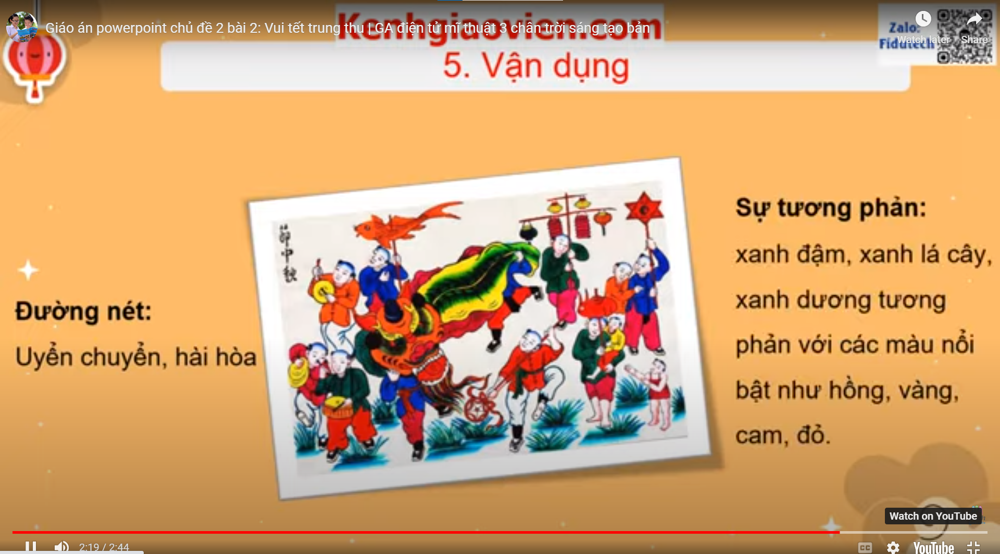 Giáo án powerpoint chủ đề 2 bài 2: Vui tết trung thu | GA điện tử mĩ thuật 3 chân trời sáng tạo bản
Kenhgiaovien.com
Zalo:
Fidutech
Watch later
Share
5. Vận dụng
節中秋
Đường nét:
Uyển chuyển, hài hòa
Sự tương phản:
xanh đậm, xanh lá cây,
xanh dương tương
phản với các màu nổi
bật như hồng, vàng,
cam, đỏ.
Watch on YouTube
2:19 / 2:44
CC
YouTube